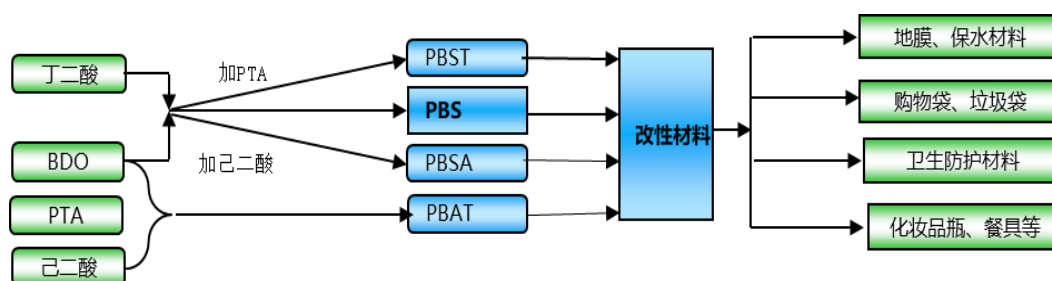 丁二酸
BDO
PTA
己二酸
加PTA
加己二酸
PBST
PBS
PBSA
PBAT
改性材料
地膜、保水材料
购物袋、垃圾袋
卫生防护材料
化妆品瓶、餐具等